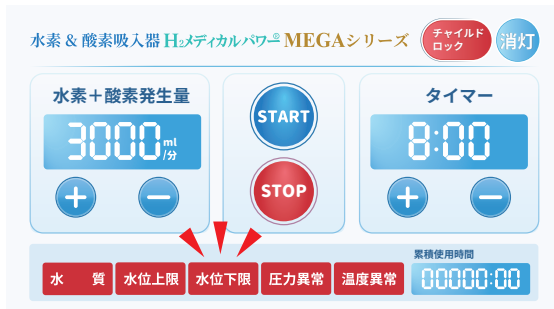 水素 & 酸素吸入器 H2メディカルパワー® MEGAシリーズ
チャイルド
ロック
消灯
水素＋酸素発生量
3000 ml
/分
＋ －
START
STOP
タイマー
8:00
＋ －
累積使用時間
00000:00
水 質 水位上限 水位下限 圧力異常 温度異常